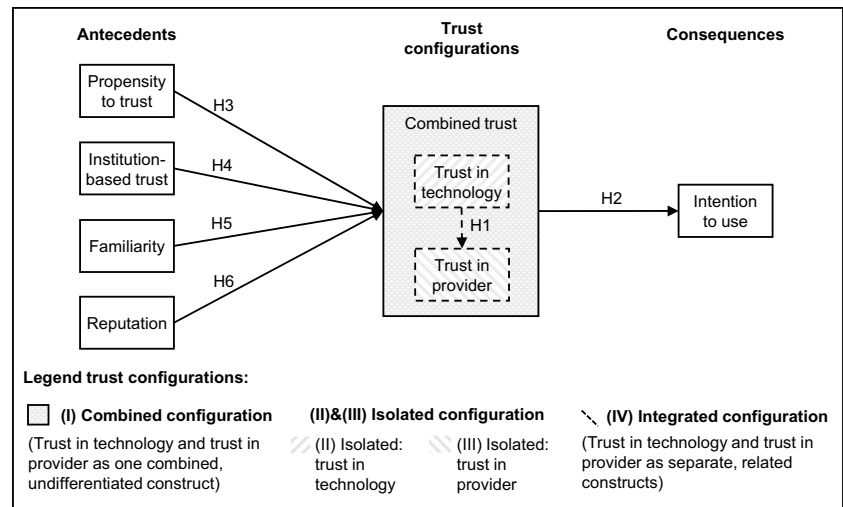 Antecedents
Trust
configurations
Consequences
Propensity
to trust
H3
Institution-
based trust
H4
Familiarity
H5
Reputation
H6
Combined trust
Trust in
technology
H1
Trust in
provider
H2
Intention
to use
Legend trust configurations:
(I) Combined configuration
(Trust in technology and trust in
provider as one combined,
undifferentiated construct)
(II)&(III) Isolated configuration
(II) Isolated:
trust in
technology
(III) Isolated:
trust in
provider
(IV) Integrated configuration
(Trust in technology and trust in
provider as separate, related
constructs)